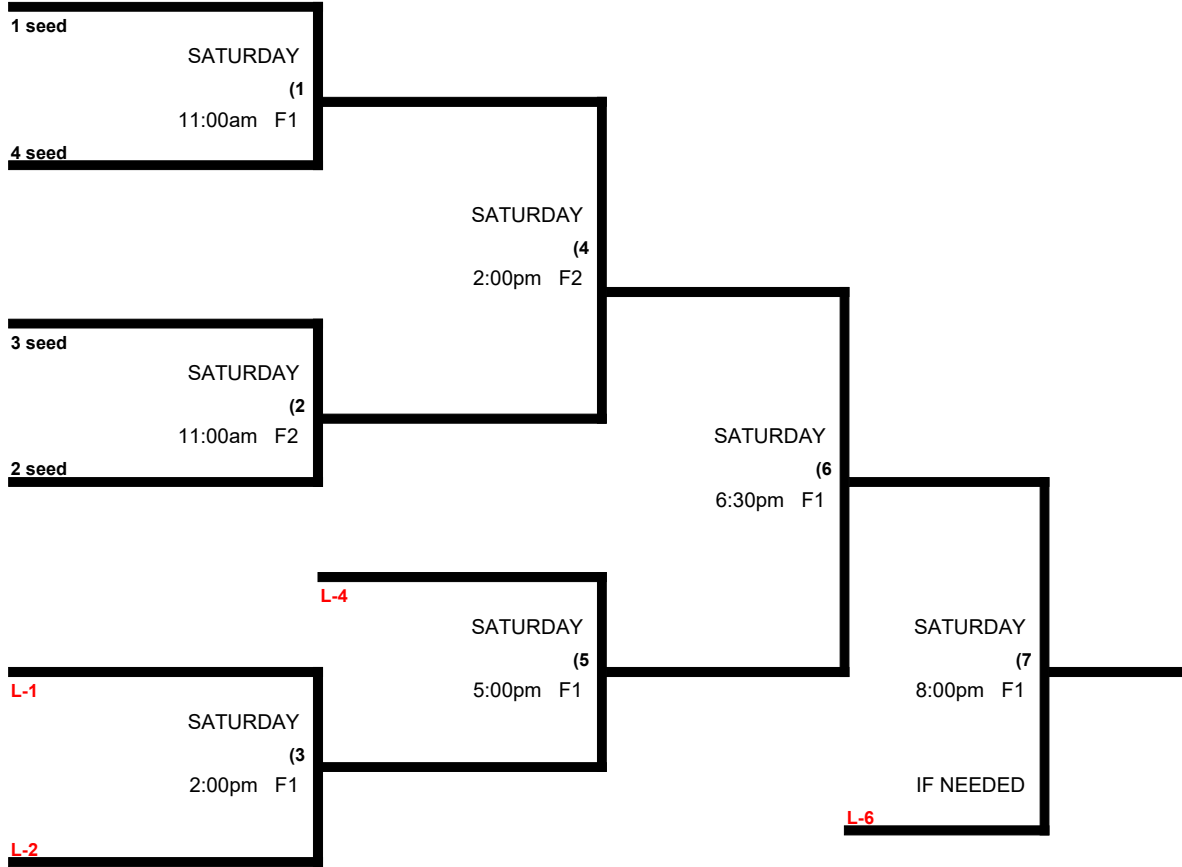 1 seed
SATURDAY
(1
11:00am F1
4 seed
SATURDAY
(4
2:00pm F2
3 seed
SATURDAY
(2
11:00am F2
2 seed
SATURDAY
(6
6:30pm F1
L-4
SATURDAY
(5
5:00pm F1
SATURDAY
(7
8:00pm F1
L-1
SATURDAY
(3
2:00pm F1
IF NEEDED
L-6
L-2